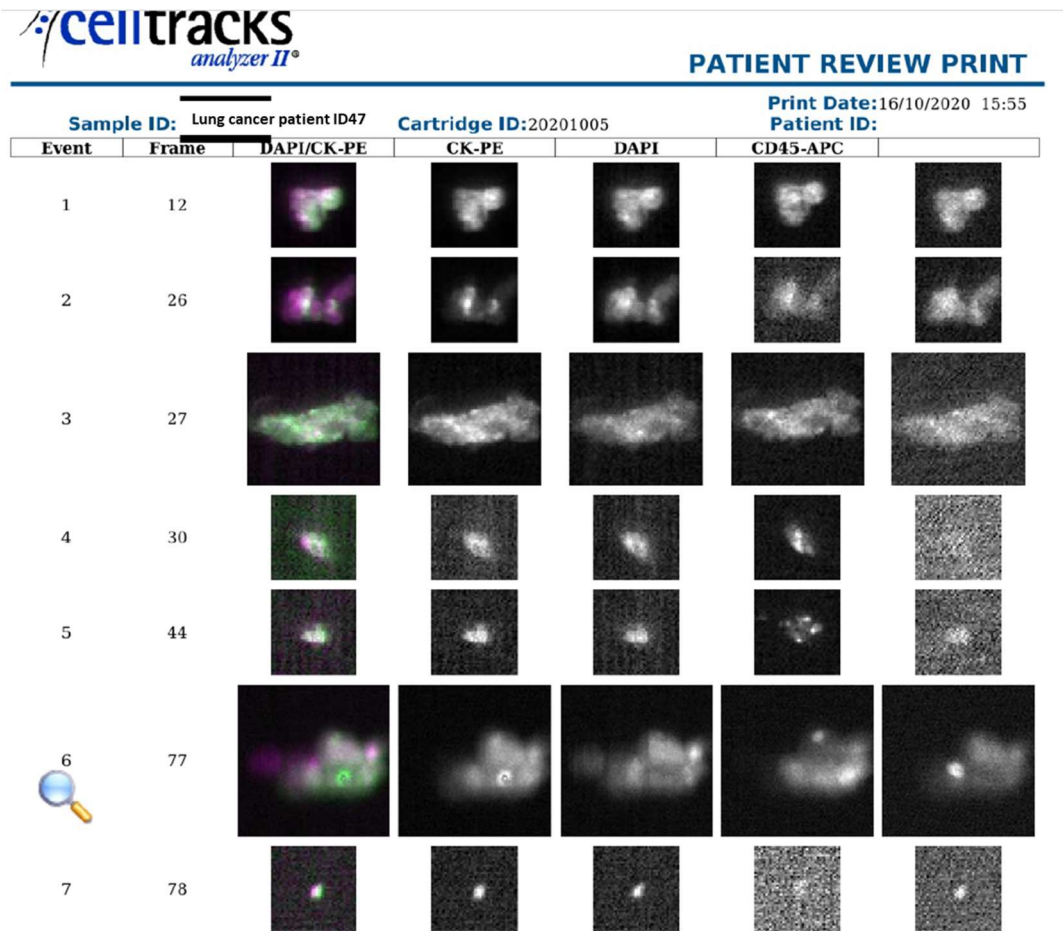 celltracks
analyzer II®
PATIENT REVIEW PRINT
Print Date: 16/10/2020 15:55
Sample ID: Lung cancer patient ID47 Cartridge ID: 20201005 Patient ID:
Event Frame DAPI/CK-PE CK-PE DAPI CD45-APC
1 12
2 26
3 27
4 30
5 44
6 77
7 78